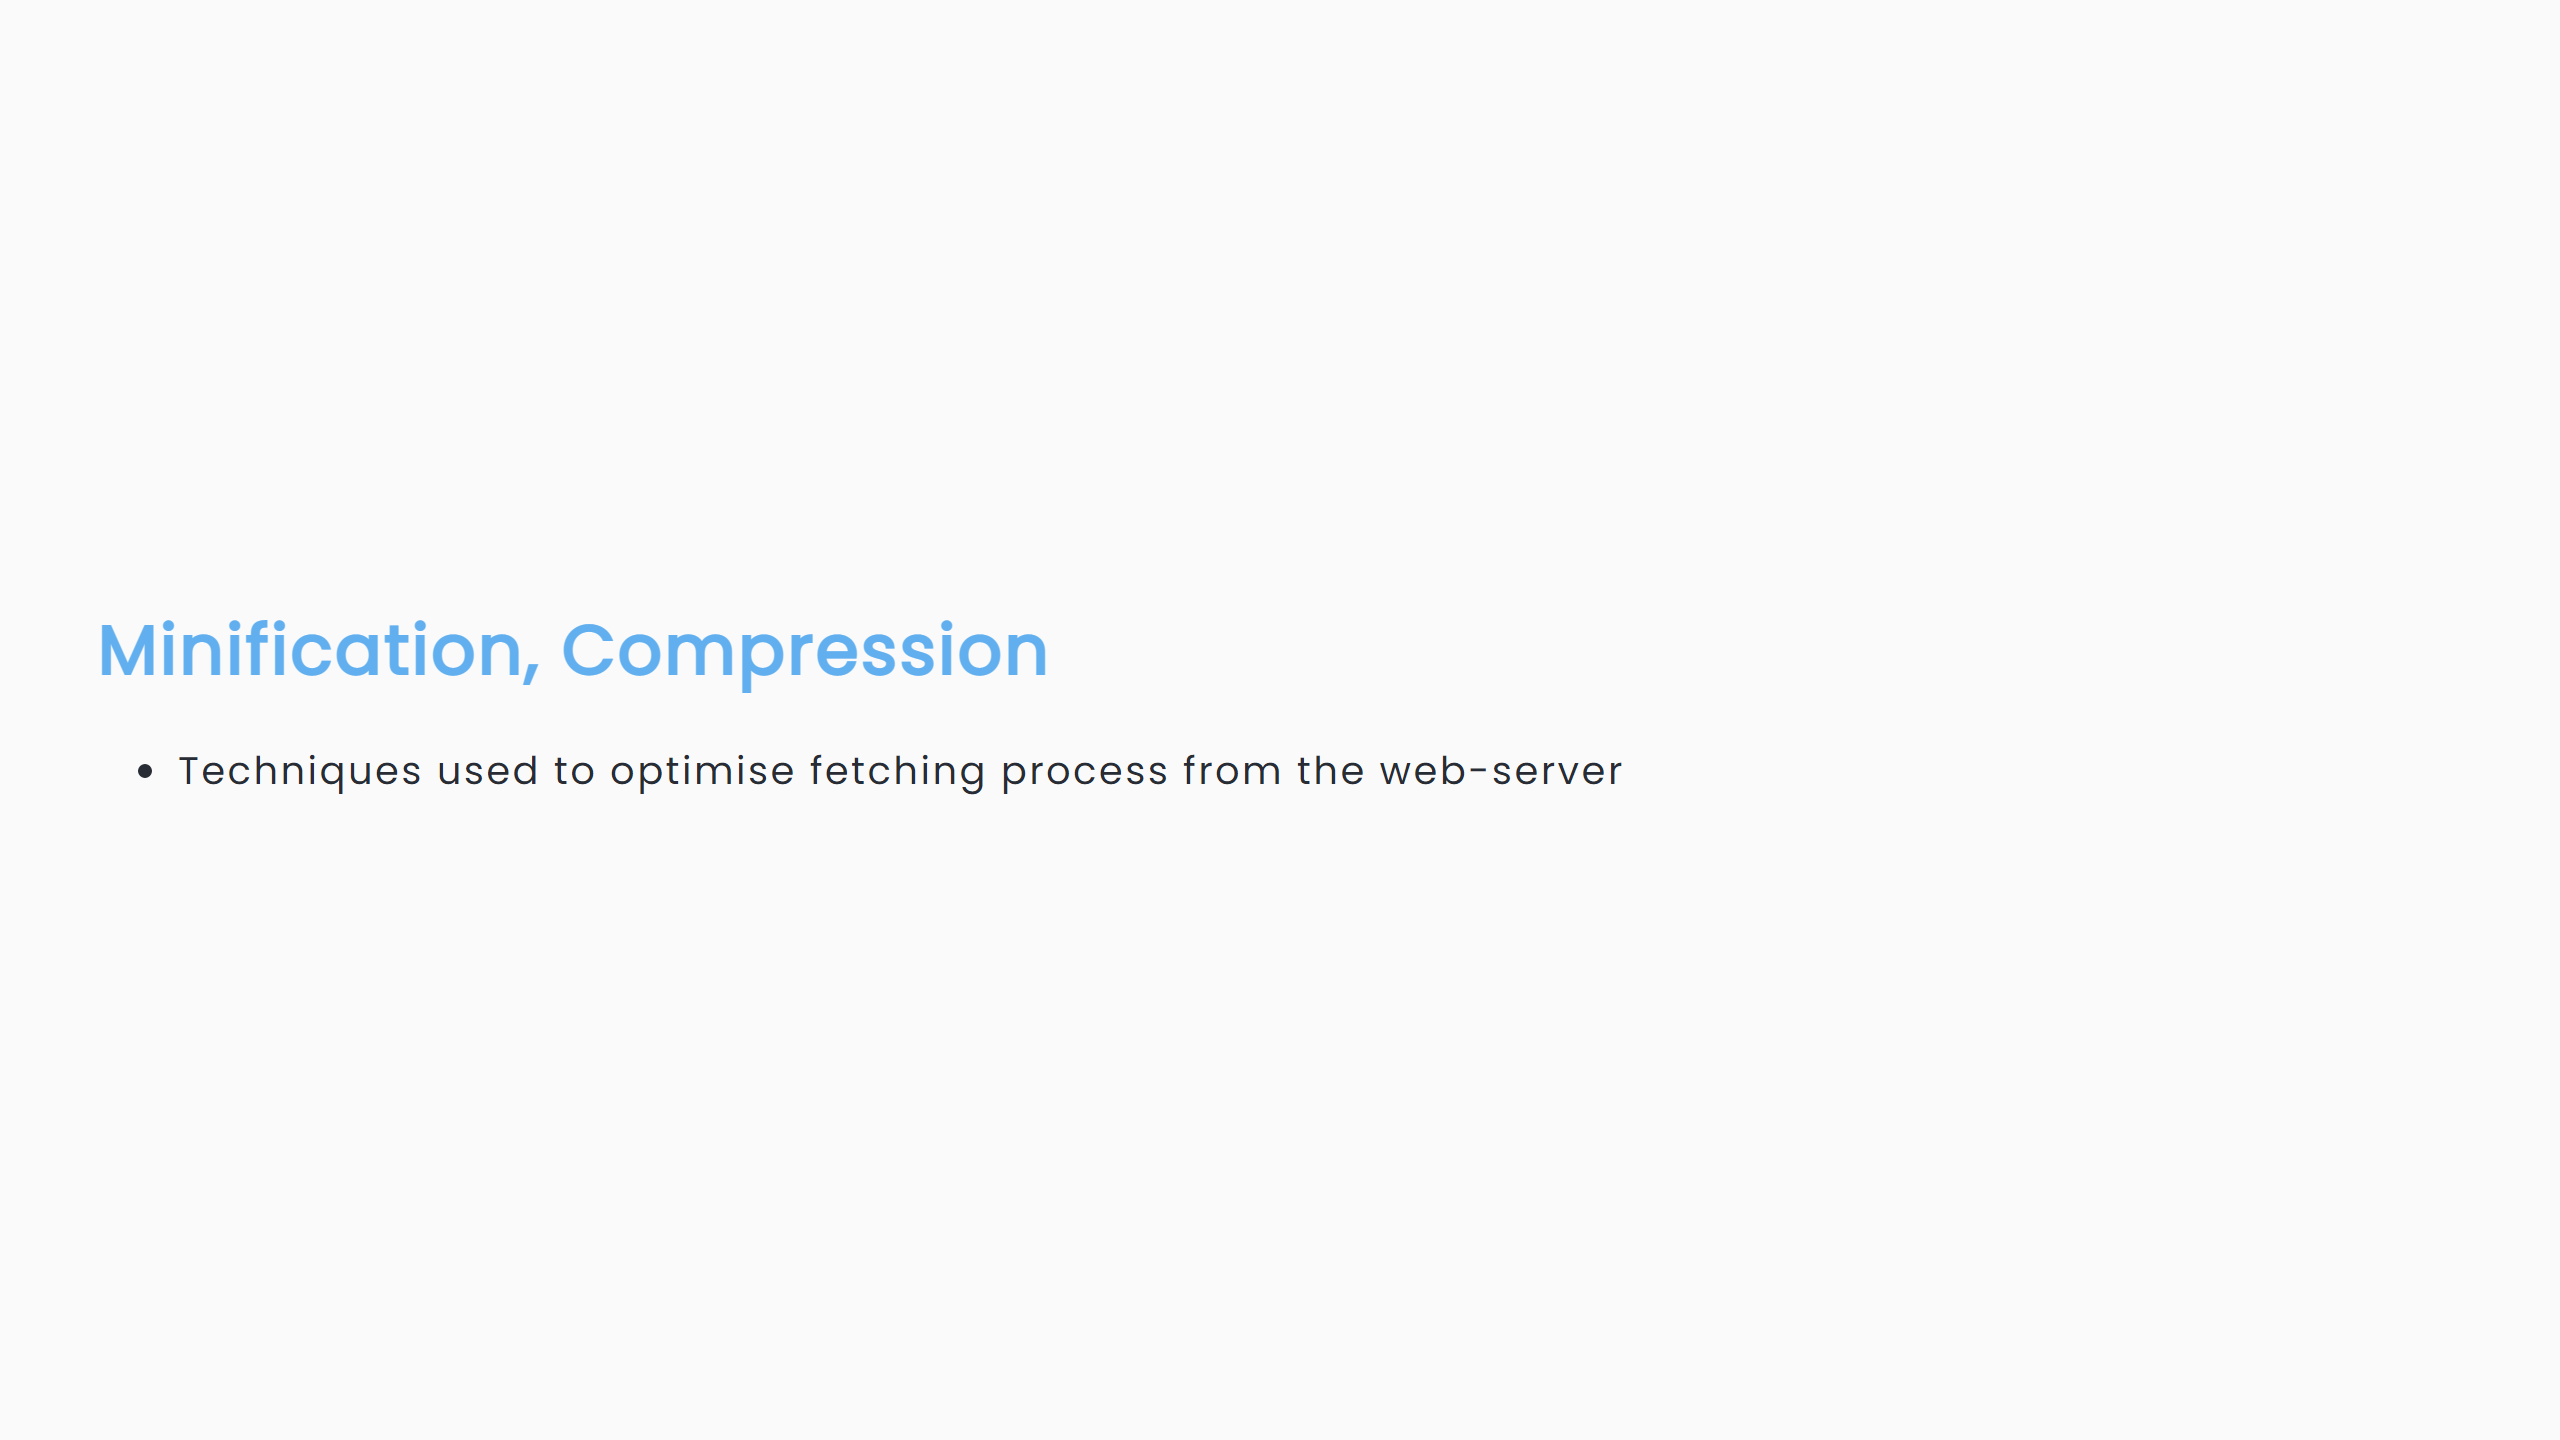 Minification, Compression
Techniques used to optimise fetching process from the web-server